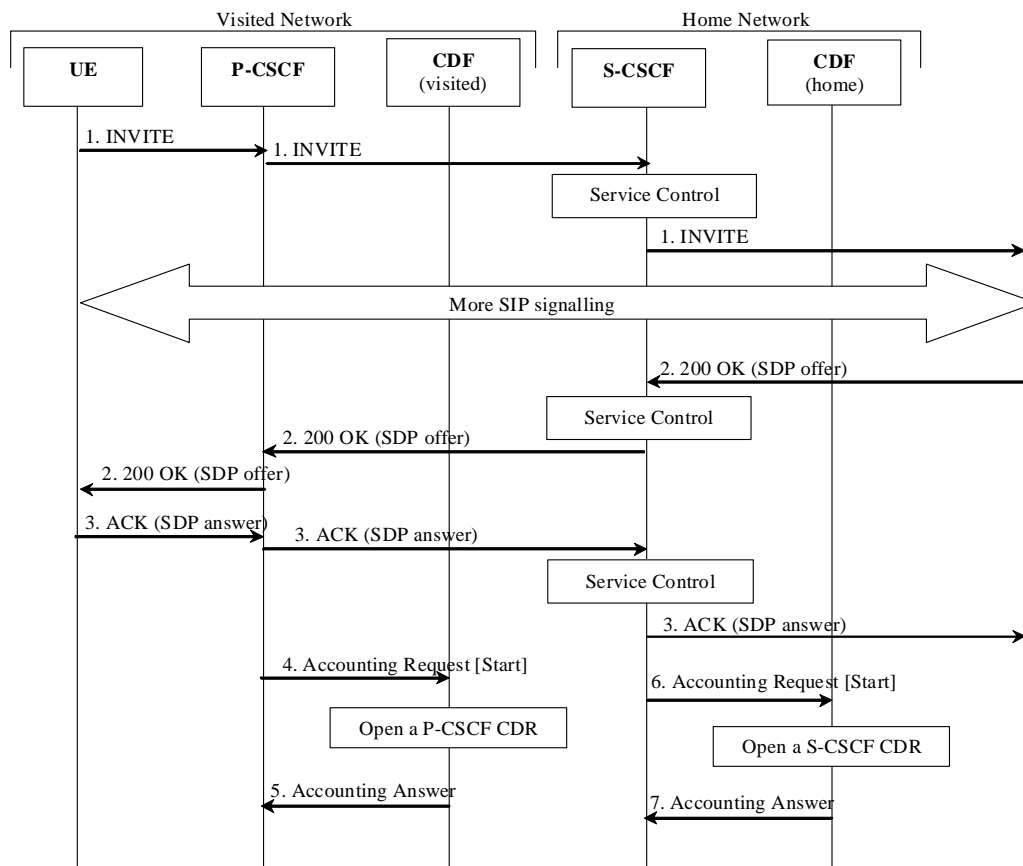 Visited Network
Home Network
UE
P-CSCF
CDF
(visited)
S-CSCF
CDF
(home)
1. INVITE
1. INVITE
Service Control
1. INVITE
More SIP signalling
2. 200 OK (SDP offer)
Service Control
2. 200 OK (SDP offer)
2. 200 OK (SDP offer)
3. ACK (SDP answer)
3. ACK (SDP answer)
Service Control
3. ACK (SDP answer)
4. Accounting Request [Start]
6. Accounting Request [Start]
Open a P-CSCF CDR
Open a S-CSCF CDR
5. Accounting Answer
7. Accounting Answer